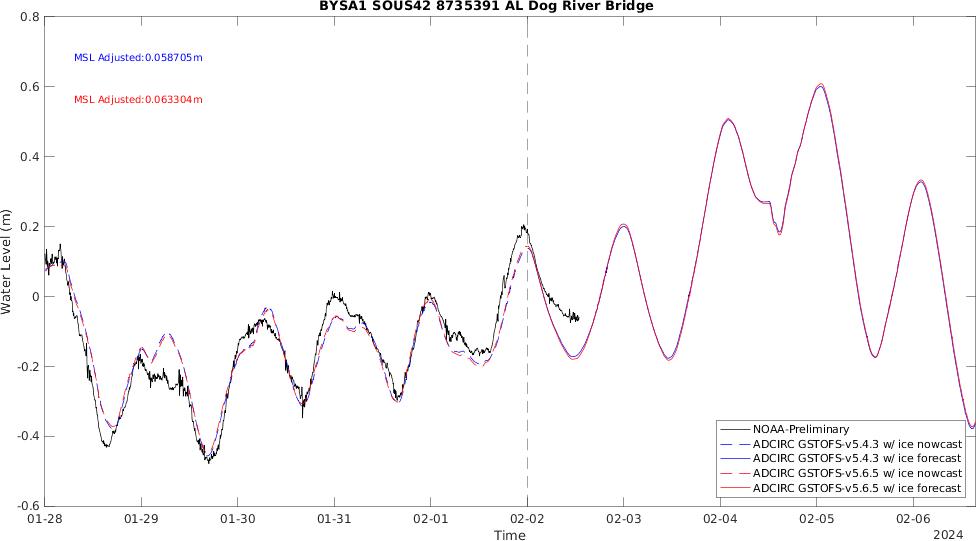 BYSA1 SOUS42 8735391 AL Dog River Bridge
0.8
MSL Adjusted:0.058705m
0.6
MSL Adjusted:0.063304m
0.4
0.2
Water Level (m)
0
-0.2
-0.4
-0.6
NOAA-Preliminary
ADCIRC GSTOFS-v5.4.3 w/ ice nowcast
ADCIRC GSTOFS-v5.4.3 w/ ice forecast
ADCIRC GSTOFS-v5.6.5 w/ ice nowcast
ADCIRC GSTOFS-v5.6.5 w/ ice forecast
01-28 01-29 01-30 01-31 02-01 02-02 02-03 02-04 02-05 02-06
Time
2024